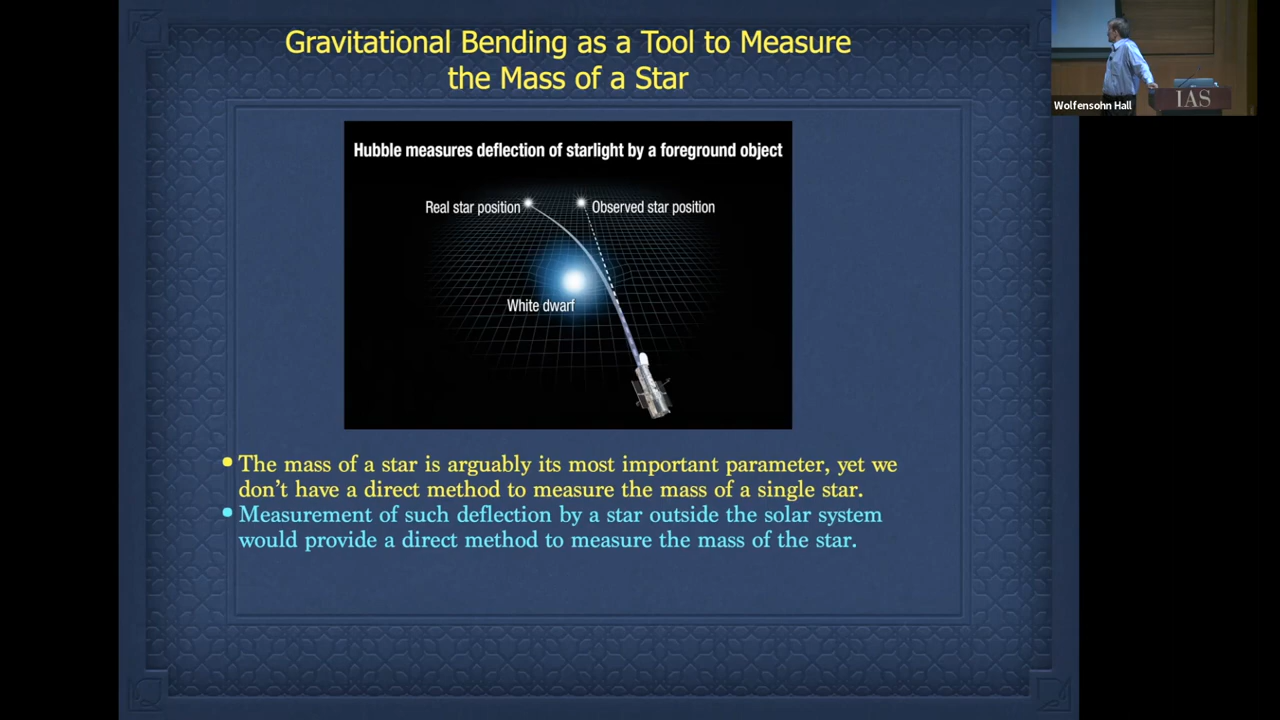 Gravitational Bending as a Tool to Measure
the Mass of a Star
Hubble measures deflection of starlight by a foreground object
Real star position
Observed star position
White dwarf
• The mass of a star is arguably its most important parameter, yet we
don’t have a direct method to measure the mass of a single star.
• Measurement of such deflection by a star outside the solar system
would provide a direct method to measure the mass of the star.
Wolfensohn Hall
IAS